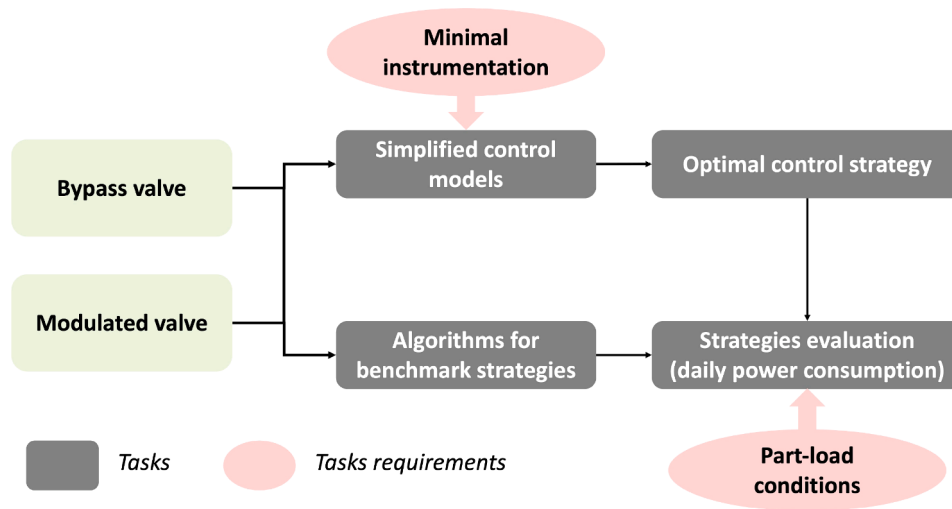 Minimal
instrumentation
Simplified control
models
Optimal control strategy
Bypass valve
Modulated valve
Algorithms for
benchmark strategies
Strategies evaluation
(daily power consumption)
Tasks
Tasks requirements
Part-load
conditions